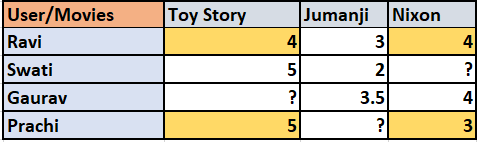 User/Movies Toy Story Jumanji Nixon
Ravi 4 3 4
Swati 5 2 ?
Gaurav ? 3.5 4
Prachi 5 ? 3